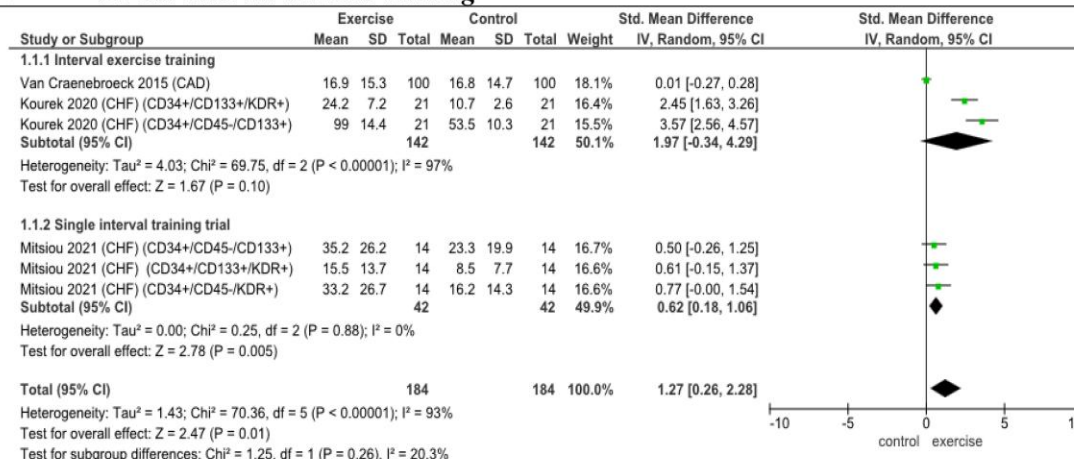 Exercise Control Std. Mean Difference Std. Mean Difference
Study or Subgroup Mean SD Total Mean SD Total Weight IV, Random, 95% CI IV, Random, 95% CI
1.1.1 Interval exercise training
Van Craenebroeck 2015 (CAD) 16.9 15.3 100 16.8 14.7 100 18.1% 0.01 [-0.27, 0.28]
Kourek 2020 (CHF) (CD34+/CD133+/KDR+) 24.2 7.2 21 10.7 2.6 21 16.4% 2.45 [1.63, 3.26]
Kourek 2020 (CHF) (CD34+/CD45-/CD133+) 99 14.4 21 53.5 10.3 21 15.5% 3.57 [2.56, 4.57]
Subtotal (95% CI) 142 142 50.1% 1.97 [-0.34, 4.29]
Heterogeneity: Tau² = 4.03; Chi² = 69.75, df = 2 (P < 0.00001); I² = 97%
Test for overall effect: Z = 1.67 (P = 0.10)
1.1.2 Single interval training trial
Mitsiou 2021 (CHF) (CD34+/CD45-/CD133+) 35.2 26.2 14 23.3 19.9 14 16.7% 0.50 [-0.26, 1.25]
Mitsiou 2021 (CHF) (CD34+/CD133+/KDR+) 15.5 13.7 14 8.5 7.7 14 16.6% 0.61 [-0.15, 1.37]
Mitsiou 2021 (CHF) (CD34+/CD45-/KDR+) 33.2 26.7 14 16.2 14.3 14 16.6% 0.77 [-0.00, 1.54]
Subtotal (95% CI) 42 42 49.9% 0.62 [0.18, 1.06]
Heterogeneity: Tau² = 0.00; Chi² = 0.25, df = 2 (P = 0.88); I² = 0%
Test for overall effect: Z = 2.78 (P = 0.005)
Total (95% CI) 184 184 100.0% 1.27 [0.26, 2.28]
Heterogeneity: Tau² = 1.43; Chi² = 70.36, df = 5 (P < 0.00001); I² = 93%
-10 -5 0 5
Test for overall effect: Z = 2.47 (P = 0.01)
control exercise
Test for subgroup differences: Chi² = 1.25, df = 1 (P = 0.26), I² = 20.3%